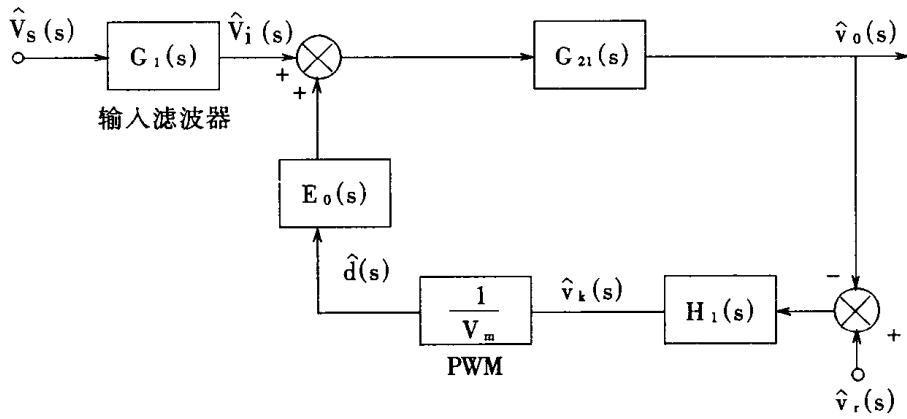 V̂s(s)
G₁(s)
V̂i(s)
+
+
G₂₁(s)
v̂₀(s)
输入滤波器
E₀(s)
d̂(s)
1
Vm
PWM
v̂k(s)
H₁(s)
−
+
v̂r(s)